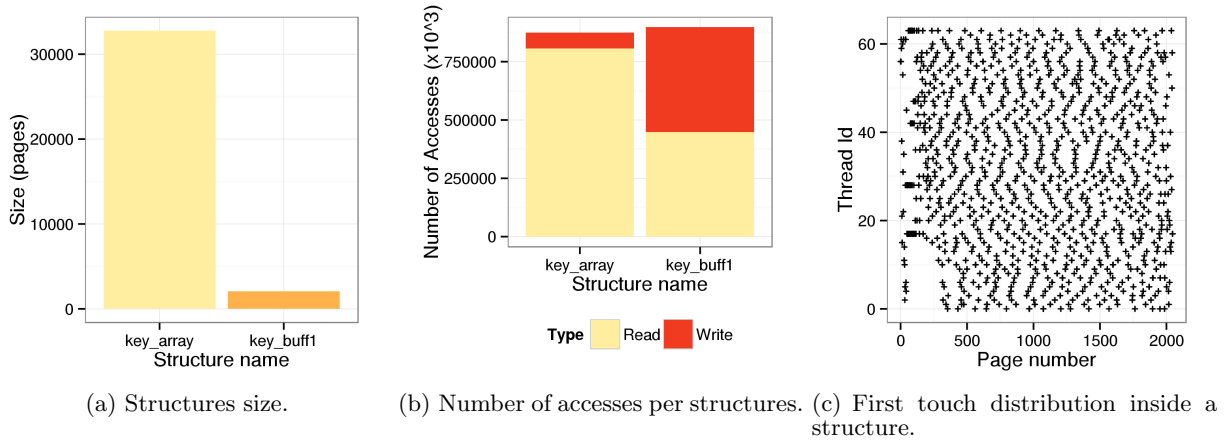 Size (pages)
30000
20000
10000
0
key_array
key_buff1
Structure name
(a) Structures size.
Number of Accesses (x10^3)
750000
500000
250000
0
key_array
key_buff1
Structure name
Type Read Write
(b) Number of accesses per structures.
Thread Id
60
40
20
0
0
500
1000
1500
2000
Page number
(c) First touch distribution inside a
structure.